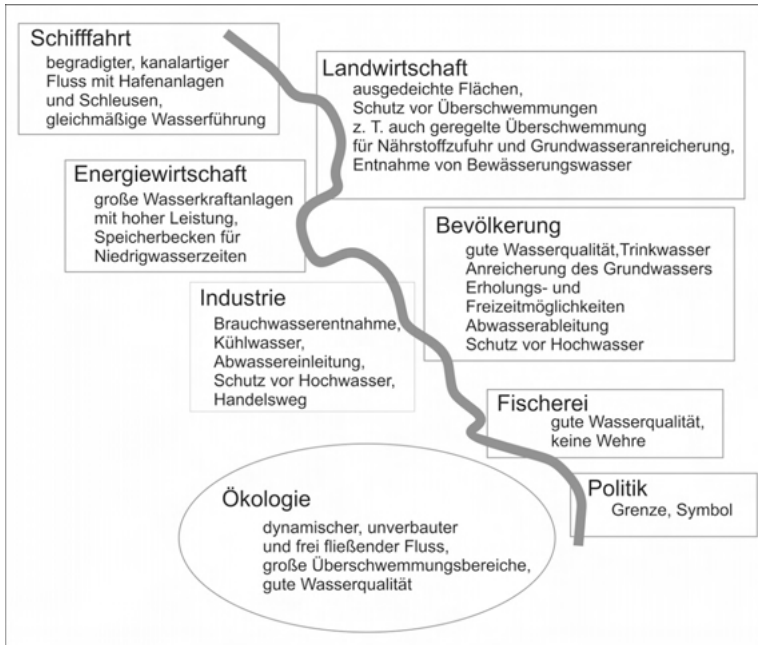 Schifffahrt
begradigter, kanalartiger
Fluss mit Hafenanlagen
und Schleusen,
gleichmäßige Wasserführung
Landwirtschaft
ausgedeichte Flächen,
Schutz vor Überschwemmungen
z. T. auch geregelte Überschwemmung
für Nährstoffzufuhr und Grundwasseranreicherung,
Entnahme von Bewässerungswasser
Energiewirtschaft
große Wasserkraftanlagen
mit hoher Leistung,
Speicherbecken für
Niedrigwasserzeiten
Bevölkerung
gute Wasserqualität,Trinkwasser
Anreicherung des Grundwassers
Erholungs- und
Freizeitmöglichkeiten
Abwasserableitung
Schutz vor Hochwasser
Industrie
Brauchwasserentnahme,
Kühlwasser,
Abwassereinleitung,
Schutz vor Hochwasser,
Handelsweg
Fischerei
gute Wasserqualität,
keine Wehre
Politik
Grenze, Symbol
Ökologie
dynamischer, unverbauter
und frei fließender Fluss,
große Überschwemmungsbereiche,
gute Wasserqualität